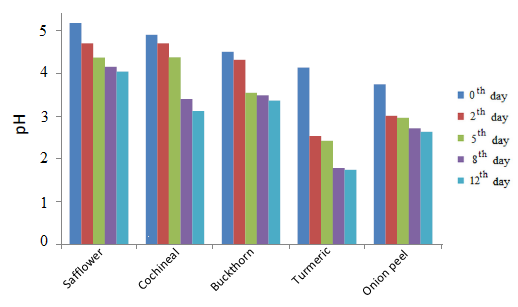 pH
5
4
3
2
1
0
Safflower
Cochineal
Buckthorn
Turmeric
Onion peel
0th day
2th day
5th day
8th day
12th day